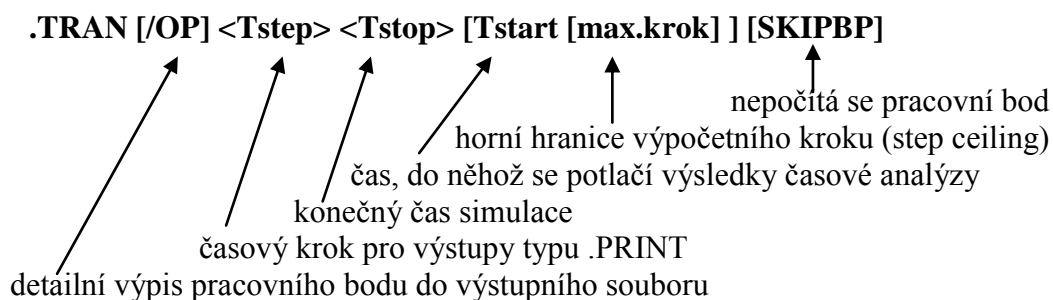 .TRAN [/OP] <Tstep> <Tstop> [Tstart [max.krok] ] [SKIPBP]
nepočítá se pracovní bod
horní hranice výpočetního kroku (step ceiling)
čas, do něhož se potlačí výsledky časové analýzy
konečný čas simulace
časový krok pro výstupy typu .PRINT
detailní výpis pracovního bodu do výstupního souboru